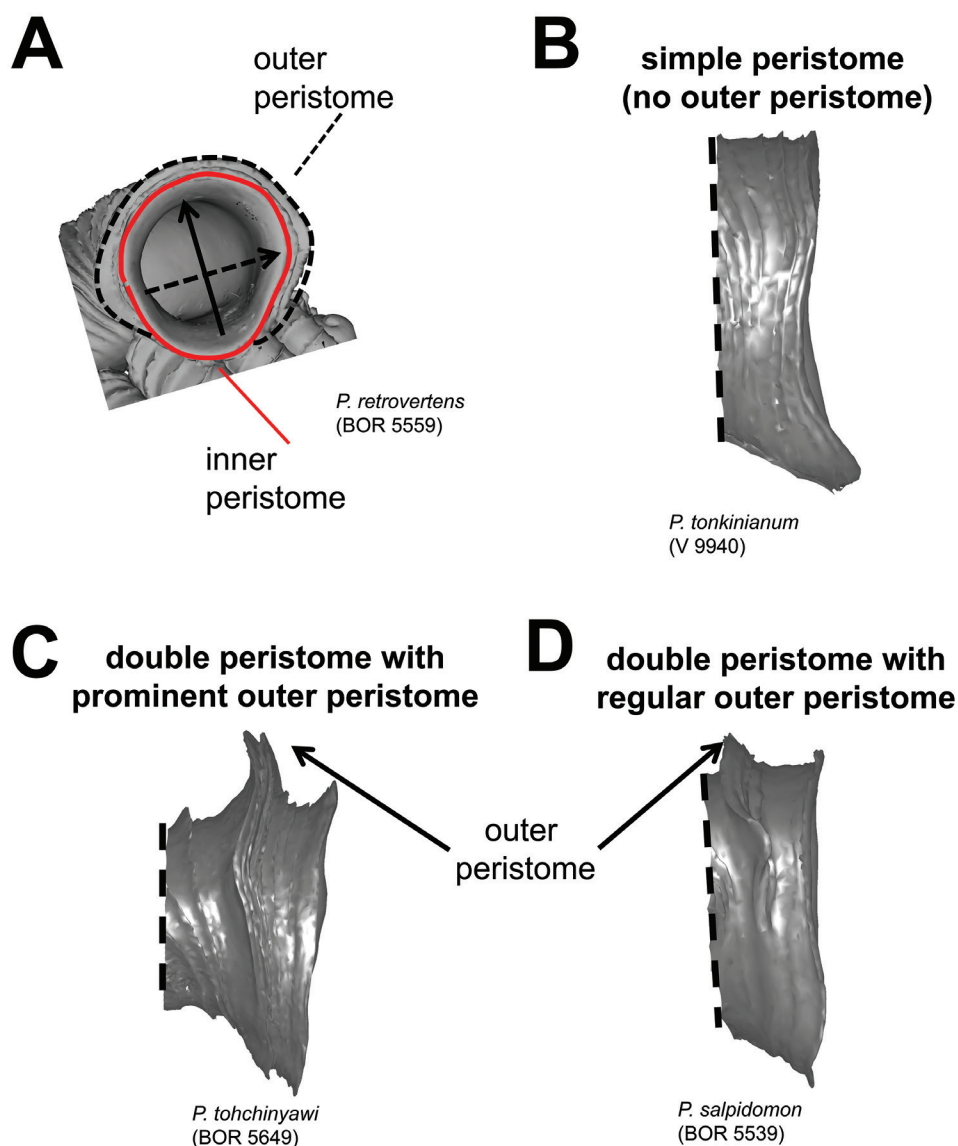 A
outer
peristome
P. retrovertens
(BOR 5559)
inner
peristome
B
simple peristome
(no outer peristome)
P. tonkinianum
(V 9940)
C
double peristome with
prominent outer peristome
D
double peristome with
regular outer peristome
outer
peristome
P. tohchinyawi
(BOR 5649)
P. salpidomon
(BOR 5539)